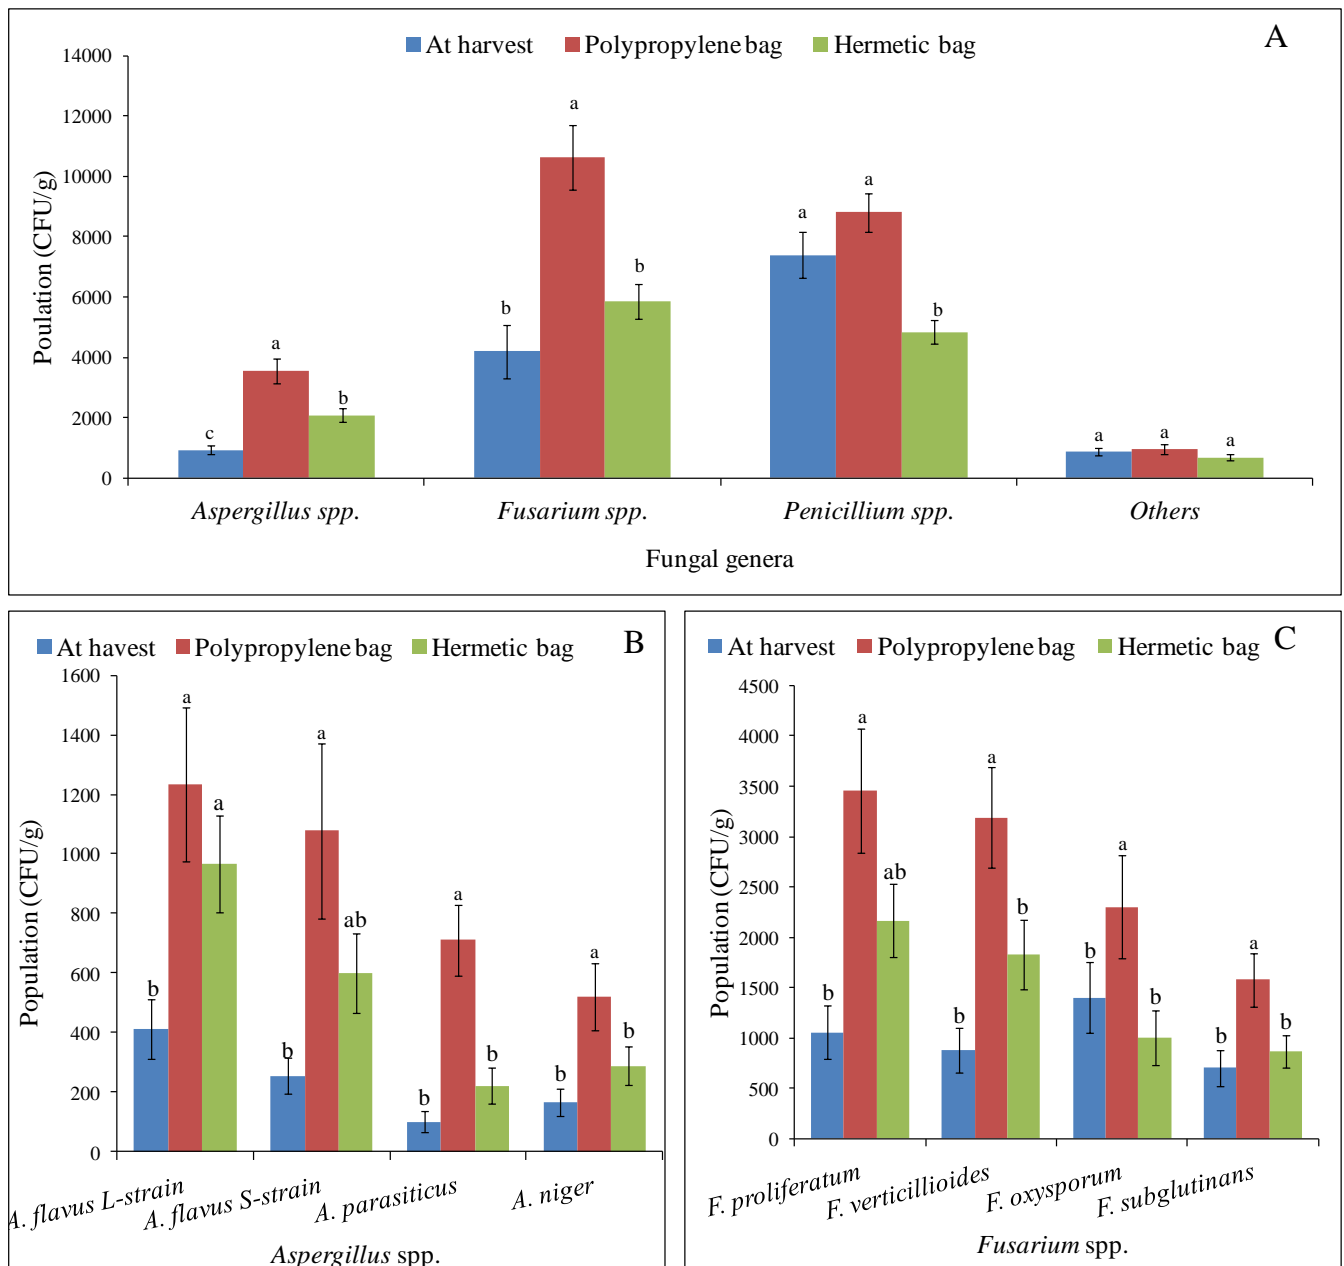 At harvest Polypropylene bag Hermetic bag A
14000
12000
10000
8000
6000
4000
2000
0
Poulation (CFU/g)
c a b b a b a a b a a a
Aspergillus spp. Fusarium spp. Penicillium spp. Others
Fungal genera
At havest Polypropylene bag Hermetic bag B
1600
1400
1200
1000
800
600
400
200
0
Population (CFU/g)
b a a b a ab b a b b a b
A. flavus L-strain A. flavus S-strain A. parasiticus A. niger
Aspergillus spp.
At harvest Polypropylene bag Hermetic bag C
4500
4000
3500
3000
2500
2000
1500
1000
500
0
Population (CFU/g)
b a ab b a b b a b b a b
F. proliferatum F. verticillioides F. oxysporum F. subglutinans
Fusarium spp.